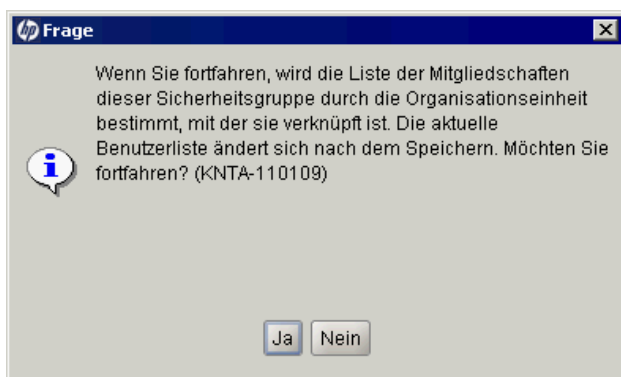 hp Frage
Wenn Sie fortfahren, wird die Liste der Mitgliedschaften
dieser Sicherheitsgruppe durch die Organisationseinheit
bestimmt, mit der sie verknüpft ist. Die aktuelle
Benutzerliste ändert sich nach dem Speichern. Möchten Sie
fortfahren? (KNTA-110109)
Ja Nein